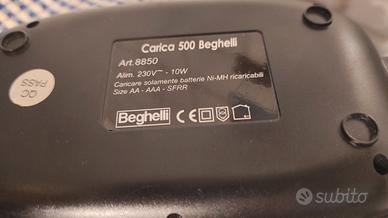 Carica 500 Beghelli
Art.8850
Alim. 230V~ - 10W
Caricare solamente batterie Ni-MH ricaricabili
Size AA - AAA - SFRR
Beghelli
QC
PASS
subito